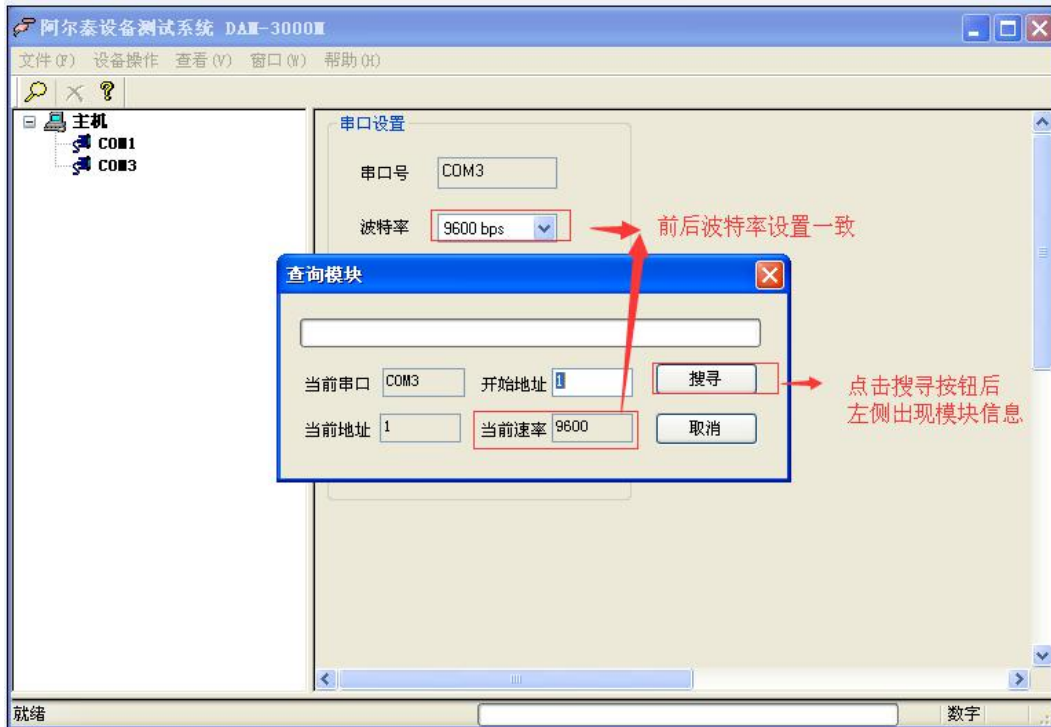 阿尔泰设备测试系统 DAM-3000M
文件(F) 设备操作 查看(V) 窗口(W) 帮助(H)
主机
COM1
COM3
串口设置
串口号 COM3
波特率 9600 bps
前后波特率设置一致
查询模块
当前串口 COM3 开始地址 1 搜寻
当前地址 1 当前速率 9600 取消
点击搜寻按钮后
左侧出现模块信息
就绪 数字